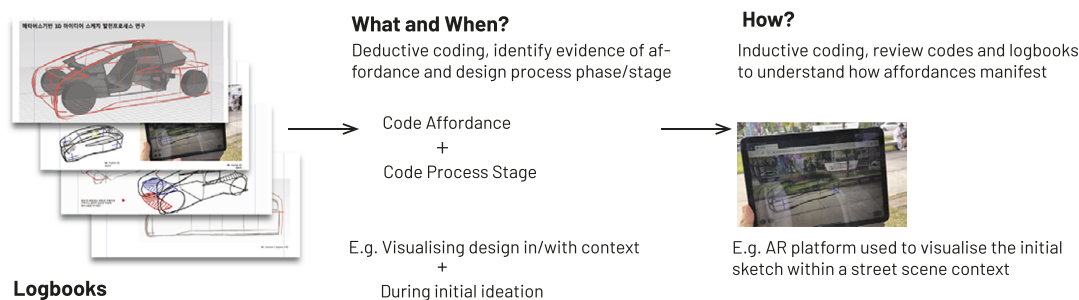 메타버스기반 3D 아이디어 스케치 발전프로세스 연구
Logbooks
What and When?
Deductive coding, identify evidence of af-
fordance and design process phase/stage
Code Affordance
+
Code Process Stage
E.g. Visualising design in/with context
+
During initial ideation
How?
Inductive coding, review codes and logbooks
to understand how affordances manifest
E.g. AR platform used to visualise the initial
sketch within a street scene context